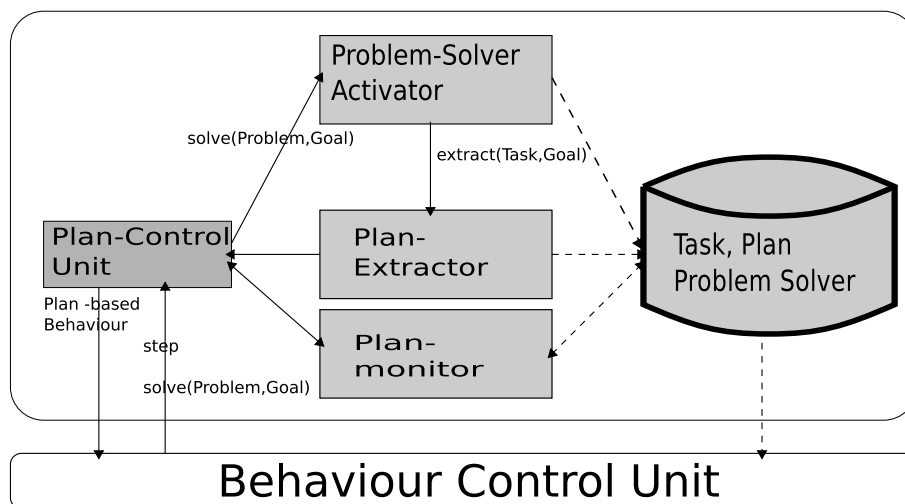 Problem-Solver
Activator
solve(Problem,Goal)
extract(Task,Goal)
Plan-Control
Unit
Plan-
Extractor
Task, Plan
Problem Solver
Plan -based
Behaviour
step
Plan-
monitor
solve(Problem,Goal)
Behaviour Control Unit